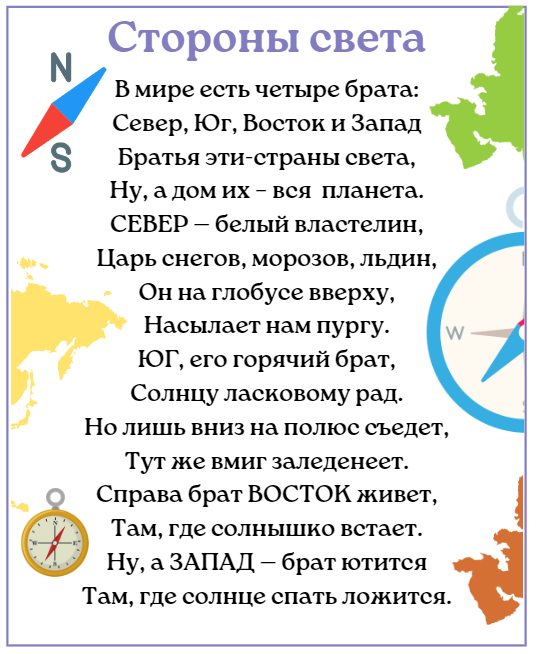 Стороны света
N
S
В мире есть четыре брата:
Север, Юг, Восток и Запад
Братья эти-страны света,
Ну, а дом их – вся планета.
СЕВЕР – белый властелин,
Царь снегов, морозов, льдин,
Он на глобусе вверху,
Насылает нам пургу.
W
ЮГ, его горячий брат,
Солнцу ласковому рад.
Но лишь вниз на полюс съедет,
Тут же вмиг заледенеет.
Справа брат ВОСТОК живет,
Там, где солнышко встает.
Ну, а ЗАПАД – брат ютится
Там, где солнце спать ложится.